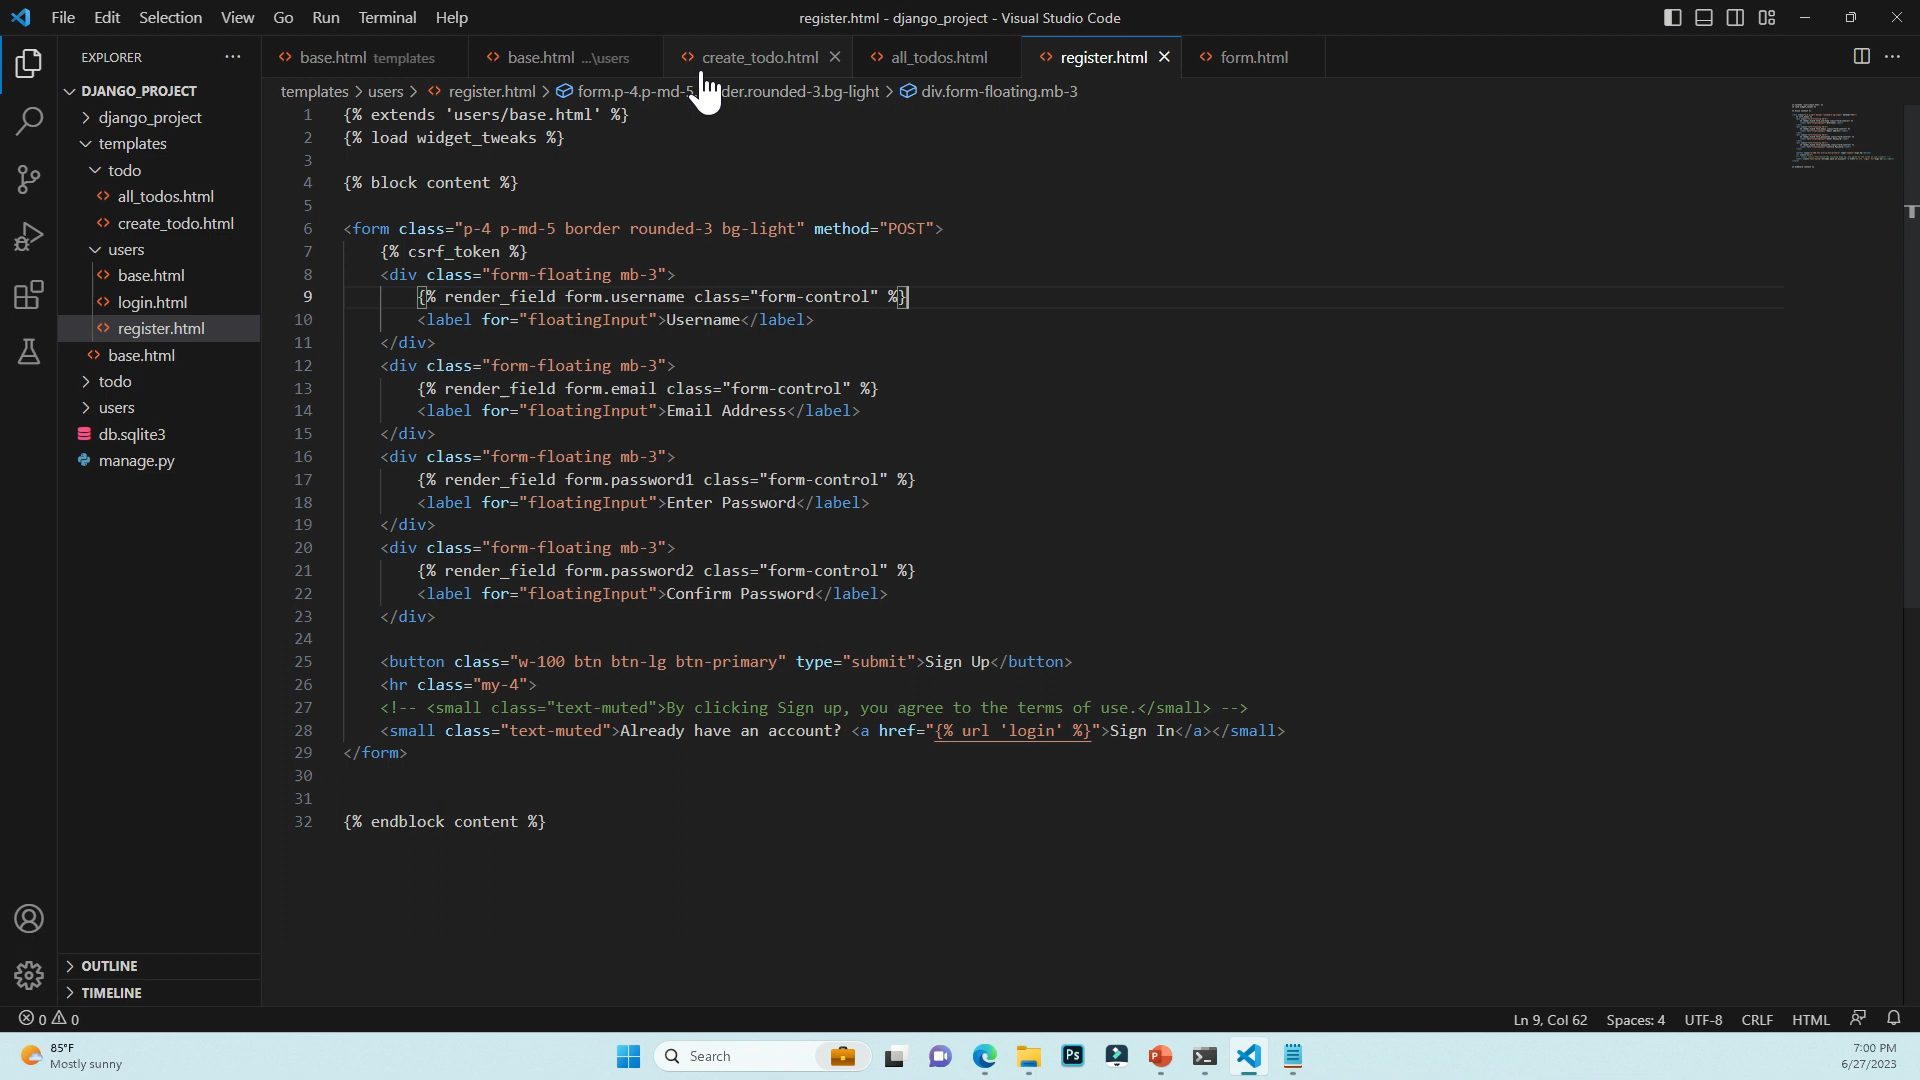 File Edit Selection View Go Run Terminal Help
register.html - django_project - Visual Studio Code
EXPLORER
base.html templates
base.html ...\users
create_todo.html
all_todos.html
register.html
form.html
DJANGO_PROJECT
django_project
templates
todo
all_todos.html
create_todo.html
users
base.html
login.html
register.html
base.html
todo
users
db.sqlite3
manage.py
OUTLINE
TIMELINE
templates > users > register.html > form.p-4.p-md-5 der.rounded-3.bg-light > div.form-floating.mb-3
1 {% extends 'users/base.html' %}
2 {% load widget_tweaks %}
3
4 {% block content %}
5
6 <form class="p-4 p-md-5 border rounded-3 bg-light" method="POST">
7 {% csrf_token %}
8 <div class="form-floating mb-3">
9 {% render_field form.username class="form-control" %}
10 <label for="floatingInput">Username</label>
11 </div>
12 <div class="form-floating mb-3">
13 {% render_field form.email class="form-control" %}
14 <label for="floatingInput">Email Address</label>
15 </div>
16 <div class="form-floating mb-3">
17 {% render_field form.password1 class="form-control" %}
18 <label for="floatingInput">Enter Password</label>
19 </div>
20 <div class="form-floating mb-3">
21 {% render_field form.password2 class="form-control" %}
22 <label for="floatingInput">Confirm Password</label>
23 </div>
24
25 <button class="w-100 btn btn-lg btn-primary" type="submit">Sign Up</button>
26 <hr class="my-4">
27 <!-- <small class="text-muted">By clicking Sign up, you agree to the terms of use.</small> -->
28 <small class="text-muted">Already have an account? <a href="{% url 'login' %}">Sign In</a></small>
29 </form>
30
31
32 {% endblock content %}
0 0
Ln 9, Col 62 Spaces: 4 UTF-8 CRLF HTML
85°F
Mostly sunny
Search
Ps
7:00 PM
6/27/2023